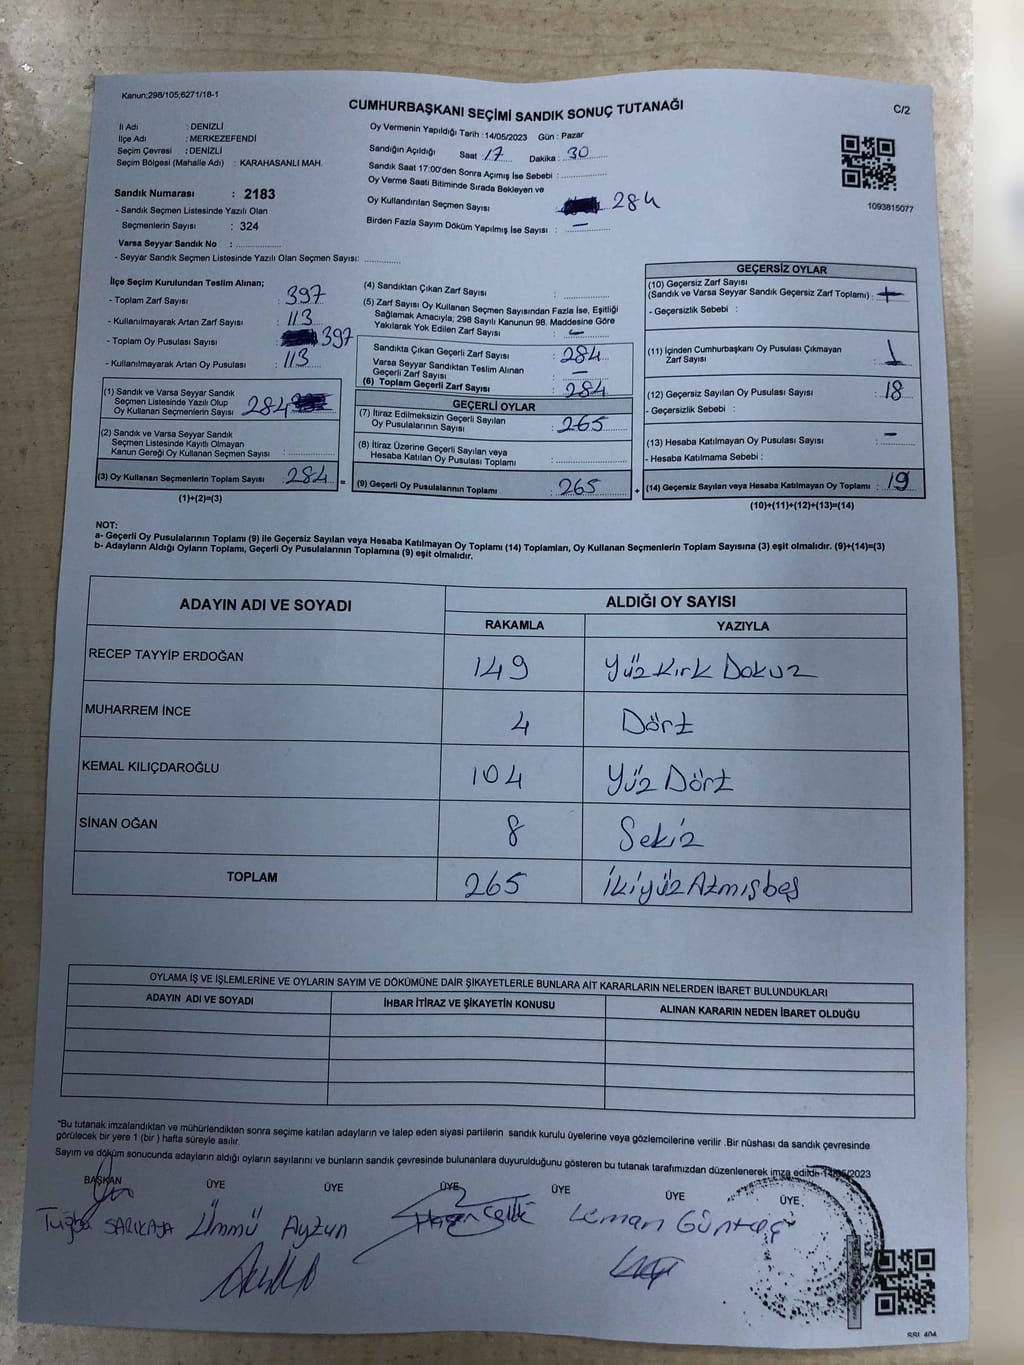 Kanun;298/105;6271/18-1
CUMHURBAŞKANI SEÇİMİ SANDIK SONUÇ TUTANAĞI
C/2
İl Adı : DENİZLİ
İlçe Adı : MERKEZEFENDİ
Seçim Çevresi : DENİZLİ
Seçim Bölgesi (Mahalle Adı) : KARAHASANLI MAH.
Sandık Numarası : 2183
- Sandık Seçmen Listesinde Yazılı Olan
Seçmenlerin Sayısı : 324
Varsa Seyyar Sandık No : ..............
- Seyyar Sandık Seçmen Listesinde Yazılı Olan Seçmen Sayısı: ............
Oy Vermenin Yapıldığı Tarih : 14/05/2023 Gün : Pazar
Sandığın Açıldığı Saat : 17 Dakika : 30
Sandık Saat 17:00'den Sonra Açımış İse Sebebi : ..............
Oy Verme Saati Bitiminde Sırada Bekleyen ve
Oy Kullandırılan Seçmen Sayısı : 284
Birden Fazla Sayım Döküm Yapılmış İse Sayısı : –
1093815077
İlçe Seçim Kurulundan Teslim Alınan;
- Toplam Zarf Sayısı : 397
- Kullanılmayarak Artan Zarf Sayısı : 113
- Toplam Oy Pusulası Sayısı : 397
- Kullanılmayarak Artan Oy Pusulası : 113
(1) Sandık ve Varsa Seyyar Sandık
Seçmen Listesinde Yazılı Olup
Oy Kullanan Seçmenlerin Sayısı : 284
(2) Sandık ve Varsa Seyyar Sandık
Seçmen Listesinde Kayıtlı Olmayan
Kanun Gereği Oy Kullanan Seçmen Sayısı : ..............
(3) Oy Kullanan Seçmenlerin Toplam Sayısı : 284 =
(1)+(2)=(3)
(4) Sandıktan Çıkan Zarf Sayısı : ..............
(5) Zarf Sayısı Oy Kullanan Seçmen Sayısından Fazla İse, Eşitliği
Sağlamak Amacıyla; 298 Sayılı Kanunun 98. Maddesine Göre
Yakılarak Yok Edilen Zarf Sayısı : –
Sandıkta Çıkan Geçerli Zarf Sayısı : 284
Varsa Seyyar Sandıktan Teslim Alınan
Geçerli Zarf Sayısı : –
(6) Toplam Geçerli Zarf Sayısı : 284
GEÇERLİ OYLAR
(7) İtiraz Edilmeksizin Geçerli Sayılan
Oy Pusulalarının Sayısı : 265
(8) İtiraz Üzerine Geçerli Sayılan veya
Hesaba Katılan Oy Pusulası Toplamı : ..............
(9) Geçerli Oy Pusulalarının Toplamı : 265 +
GEÇERSİZ OYLAR
(10) Geçersiz Zarf Sayısı
(Sandık ve Varsa Seyyar Sandık Geçersiz Zarf Toplamı) :
- Geçersizlik Sebebi :
(11) İçinden Cumhurbaşkanı Oy Pusulası Çıkmayan
Zarf Sayısı : 1
(12) Geçersiz Sayılan Oy Pusulası Sayısı : 18
- Geçersizlik Sebebi :
(13) Hesaba Katılmayan Oy Pusulası Sayısı : –
- Hesaba Katılmama Sebebi :
(14) Geçersiz Sayılan veya Hesaba Katılmayan Oy Toplamı : 19
(10)+(11)+(12)+(13)=(14)
NOT:
a- Geçerli Oy Pusulalarının Toplamı (9) ile Geçersiz Sayılan veya Hesaba Katılmayan Oy Toplamı (14) Toplamları, Oy Kullanan Seçmenlerin Toplam Sayısına (3) eşit olmalıdır. (9)+(14)=(3)
b- Adayların Aldığı Oyların Toplamı, Geçerli Oy Pusulalarının Toplamına (9) eşit olmalıdır.
ADAYIN ADI VE SOYADI ALDIĞI OY SAYISI
RAKAMLA YAZIYLA
RECEP TAYYİP ERDOĞAN 149 Yüz Kırk Dokuz
MUHARREM İNCE 4 Dört
KEMAL KILIÇDAROĞLU 104 Yüz Dört
SİNAN OĞAN 8 Sekiz
TOPLAM 265 İkiyüz Atmışbeş
OYLAMA İŞ VE İŞLEMLERİNE VE OYLARIN SAYIM VE DÖKÜMÜNE DAİR ŞİKAYETLERLE BUNLARA AİT KARARLARIN NELERDEN İBARET BULUNDUKLARI
ADAYIN ADI VE SOYADI İHBAR İTİRAZ VE ŞİKAYETİN KONUSU ALINAN KARARIN NEDEN İBARET OLDUĞU
*Bu tutanak imzalandıktan ve mühürlendikten sonra seçime katılan adayların ve talep eden siyasi partilerin sandık kurulu üyelerine veya gözlemcilerine verilir .Bir nüshası da sandık çevresinde
görülecek bir yere 1 (bir ) hafta süreyle asılır.
Sayım ve döküm sonucunda adayların aldığı oyların sayılarını ve bunların sandık çevresinde bulunanlara duyurulduğunu gösteren bu tutanak tarafımızdan düzenlenerek imza edildi. 14/05/2023
BAŞKAN ÜYE ÜYE ÜYE ÜYE ÜYE ÜYE
Tuğba SARIKAYA Ümmü Ayzun Leman